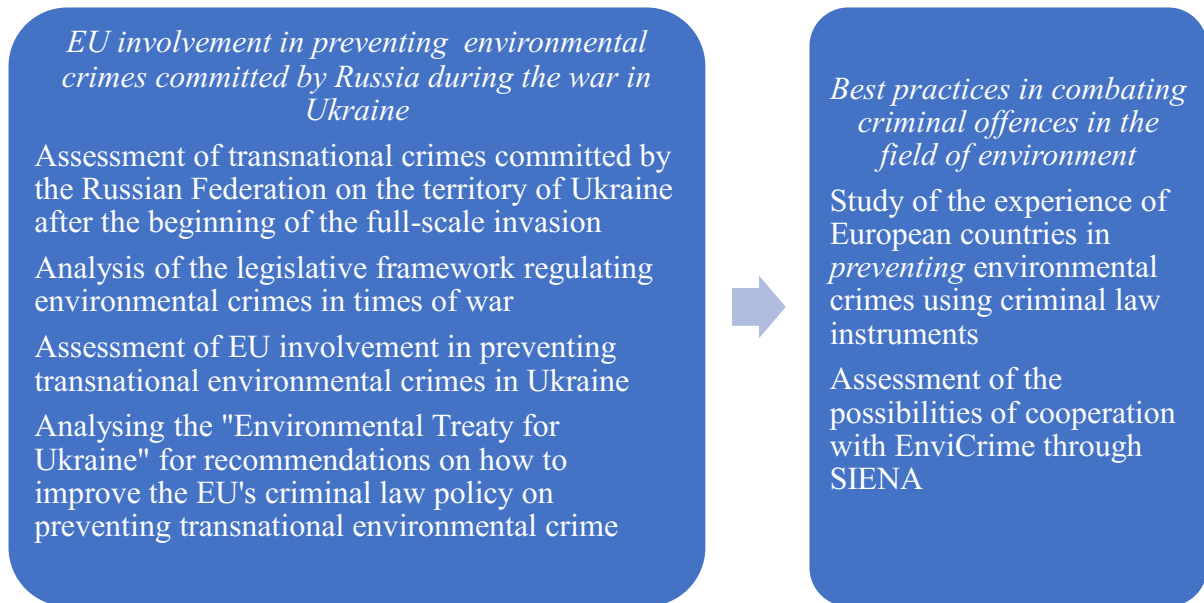 EU involvement in preventing environmental
crimes committed by Russia during the war in
Ukraine
Assessment of transnational crimes committed by
the Russian Federation on the territory of Ukraine
after the beginning of the full-scale invasion
Analysis of the legislative framework regulating
environmental crimes in times of war
Assessment of EU involvement in preventing
transnational environmental crimes in Ukraine
Analysing the "Environmental Treaty for
Ukraine" for recommendations on how to
improve the EU's criminal law policy on
preventing transnational environmental crime
Best practices in combating
criminal offences in the
field of environment
Study of the experience of
European countries in
preventing environmental
crimes using criminal law
instruments
Assessment of the
possibilities of cooperation
with EnviCrime through
SIENA